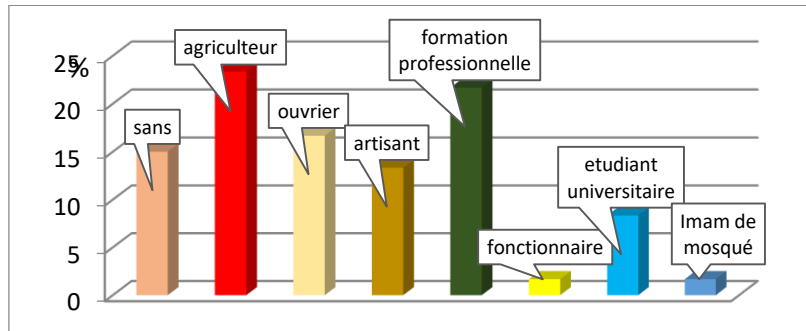 25
%
20
15
10
5
0
sans
agriculteur
ouvrier
artisant
formation
professionnelle
fonctionnaire
etudiant
universitaire
Imam de
mosqué